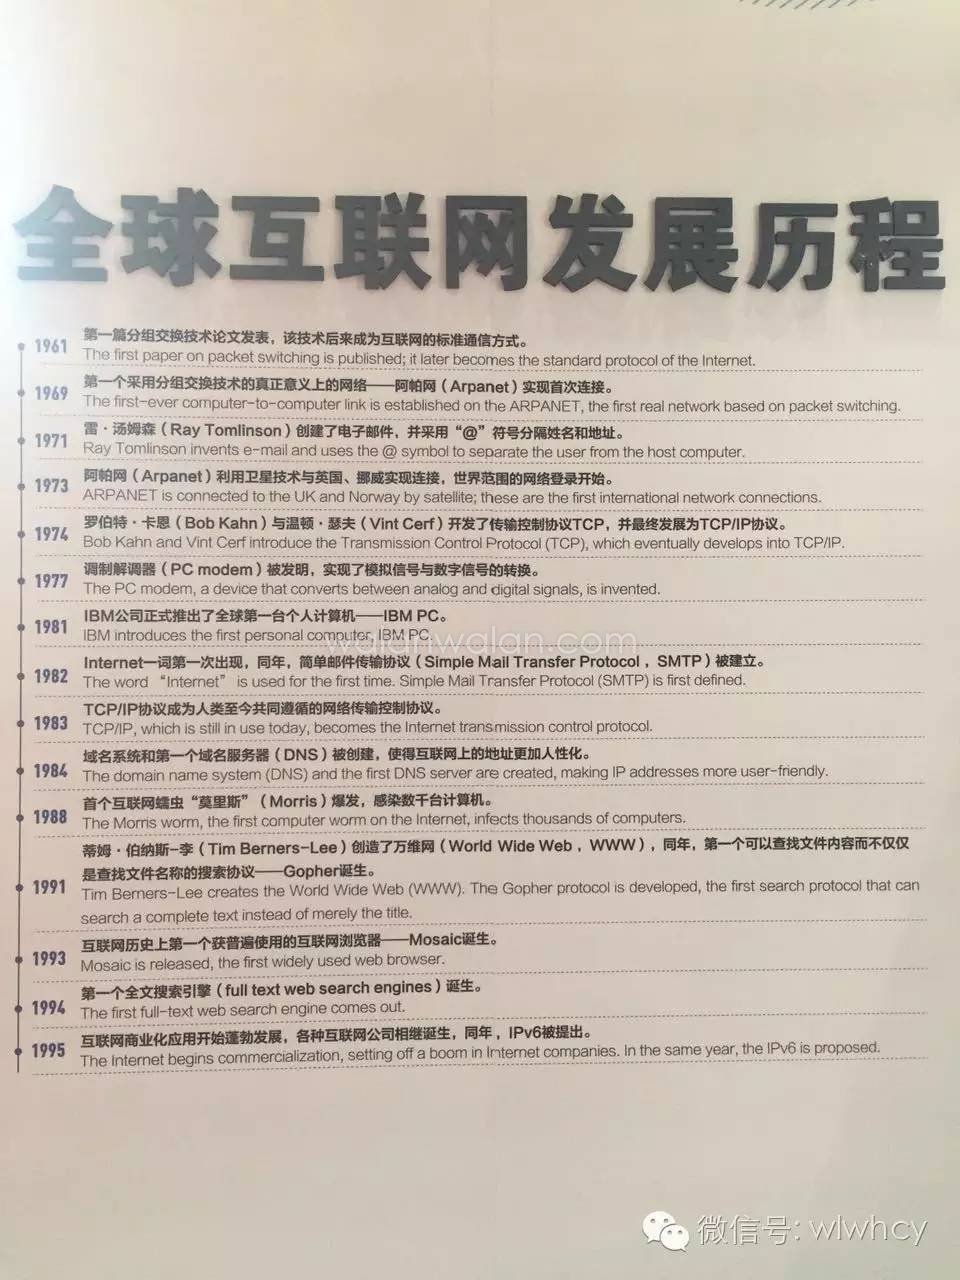 全球互联网发展历程
1961 第一篇分组交换技术论文发表，该技术后来成为互联网的标准通信方式。
The first paper on packet switching is published; it later becomes the standard protocol of the Internet.
1969 第一个采用分组交换技术的真正意义上的网络——阿帕网（Arpanet）实现首次连接。
The first-ever computer-to-computer link is established on the ARPANET, the first real network based on packet switching.
1971 雷·汤姆森（Ray Tomlinson）创建了电子邮件，并采用“@”符号分隔姓名和地址。
Ray Tomlinson invents e-mail and uses the @ symbol to separate the user from the host computer.
1973 阿帕网（Arpanet）利用卫星技术与英国、挪威实现连接，世界范围的网络登录开始。
ARPANET is connected to the UK and Norway by satellite; these are the first international network connections.
1974 罗伯特·卡恩（Bob Kahn）与温顿·瑟夫（Vint Cerf）开发了传输控制协议TCP，并最终发展为TCP/IP协议。
Bob Kahn and Vint Cerf introduce the Transmission Control Protocol (TCP), which eventually develops into TCP/IP.
1977 调制解调器（PC modem）被发明，实现了模拟信号与数字信号的转换。
The PC modem, a device that converts between analog and digital signals, is invented.
1981 IBM公司正式推出了全球第一台个人计算机——IBM PC。
IBM introduces the first personal computer, IBM PC.
walanwalan.com
1982 Internet一词第一次出现，同年，简单邮件传输协议（Simple Mail Transfer Protocol，SMTP）被建立。
The word “Internet” is used for the first time. Simple Mail Transfer Protocol (SMTP) is first defined.
1983 TCP/IP协议成为人类至今共同遵循的网络传输控制协议。
TCP/IP, which is still in use today, becomes the Internet transmission control protocol.
1984 域名系统和第一个域名服务器（DNS）被创建，使得互联网上的地址更加人性化。
The domain name system (DNS) and the first DNS server are created, making IP addresses more user-friendly.
1988 首个互联网蠕虫“莫里斯”（Morris）爆发，感染数千台计算机。
The Morris worm, the first computer worm on the Internet, infects thousands of computers.
1991 蒂姆·伯纳斯-李（Tim Berners-Lee）创造了万维网（World Wide Web，WWW），同年，第一个可以查找文件内容而不仅仅
是查找文件名称的搜索协议——Gopher诞生。
Tim Berners-Lee creates the World Wide Web (WWW). The Gopher protocol is developed, the first search protocol that can
search a complete text instead of merely the title.
1993 互联网历史上第一个获普遍使用的互联网浏览器——Mosaic诞生。
Mosaic is released, the first widely used web browser.
1994 第一个全文搜索引擎（full text web search engines）诞生。
The first full-text web search engine comes out.
1995 互联网商业化应用开始蓬勃发展，各种互联网公司相继诞生，同年，IPv6被提出。
The Internet begins commercialization, setting off a boom in Internet companies. In the same year, the IPv6 is proposed.
微信号: wlwhcy